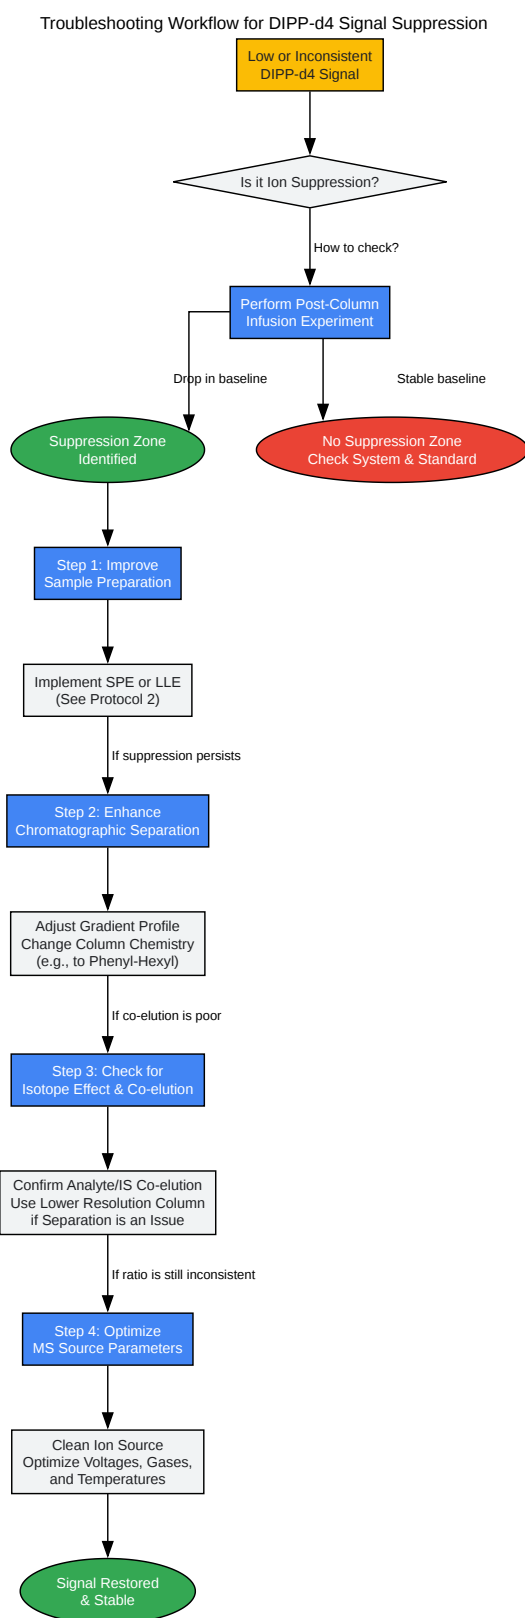 Troubleshooting Workflow for DIPP-d4 Signal Suppression
Low or Inconsistent
DIPP-d4 Signal
Is it Ion Suppression?
How to check?
Perform Post-Column
Infusion Experiment
Drop in baseline
Stable baseline
Suppression Zone
Identified
No Suppression Zone
Check System & Standard
Step 1: Improve
Sample Preparation
Implement SPE or LLE
(See Protocol 2)
If suppression persists
Step 2: Enhance
Chromatographic Separation
Adjust Gradient Profile
Change Column Chemistry
(e.g., to Phenyl-Hexyl)
If co-elution is poor
Step 3: Check for
Isotope Effect & Co-elution
Confirm Analyte/IS Co-elution
Use Lower Resolution Column
if Separation is an Issue
If ratio is still inconsistent
Step 4: Optimize
MS Source Parameters
Clean Ion Source
Optimize Voltages, Gases,
and Temperatures
Signal Restored
& Stable